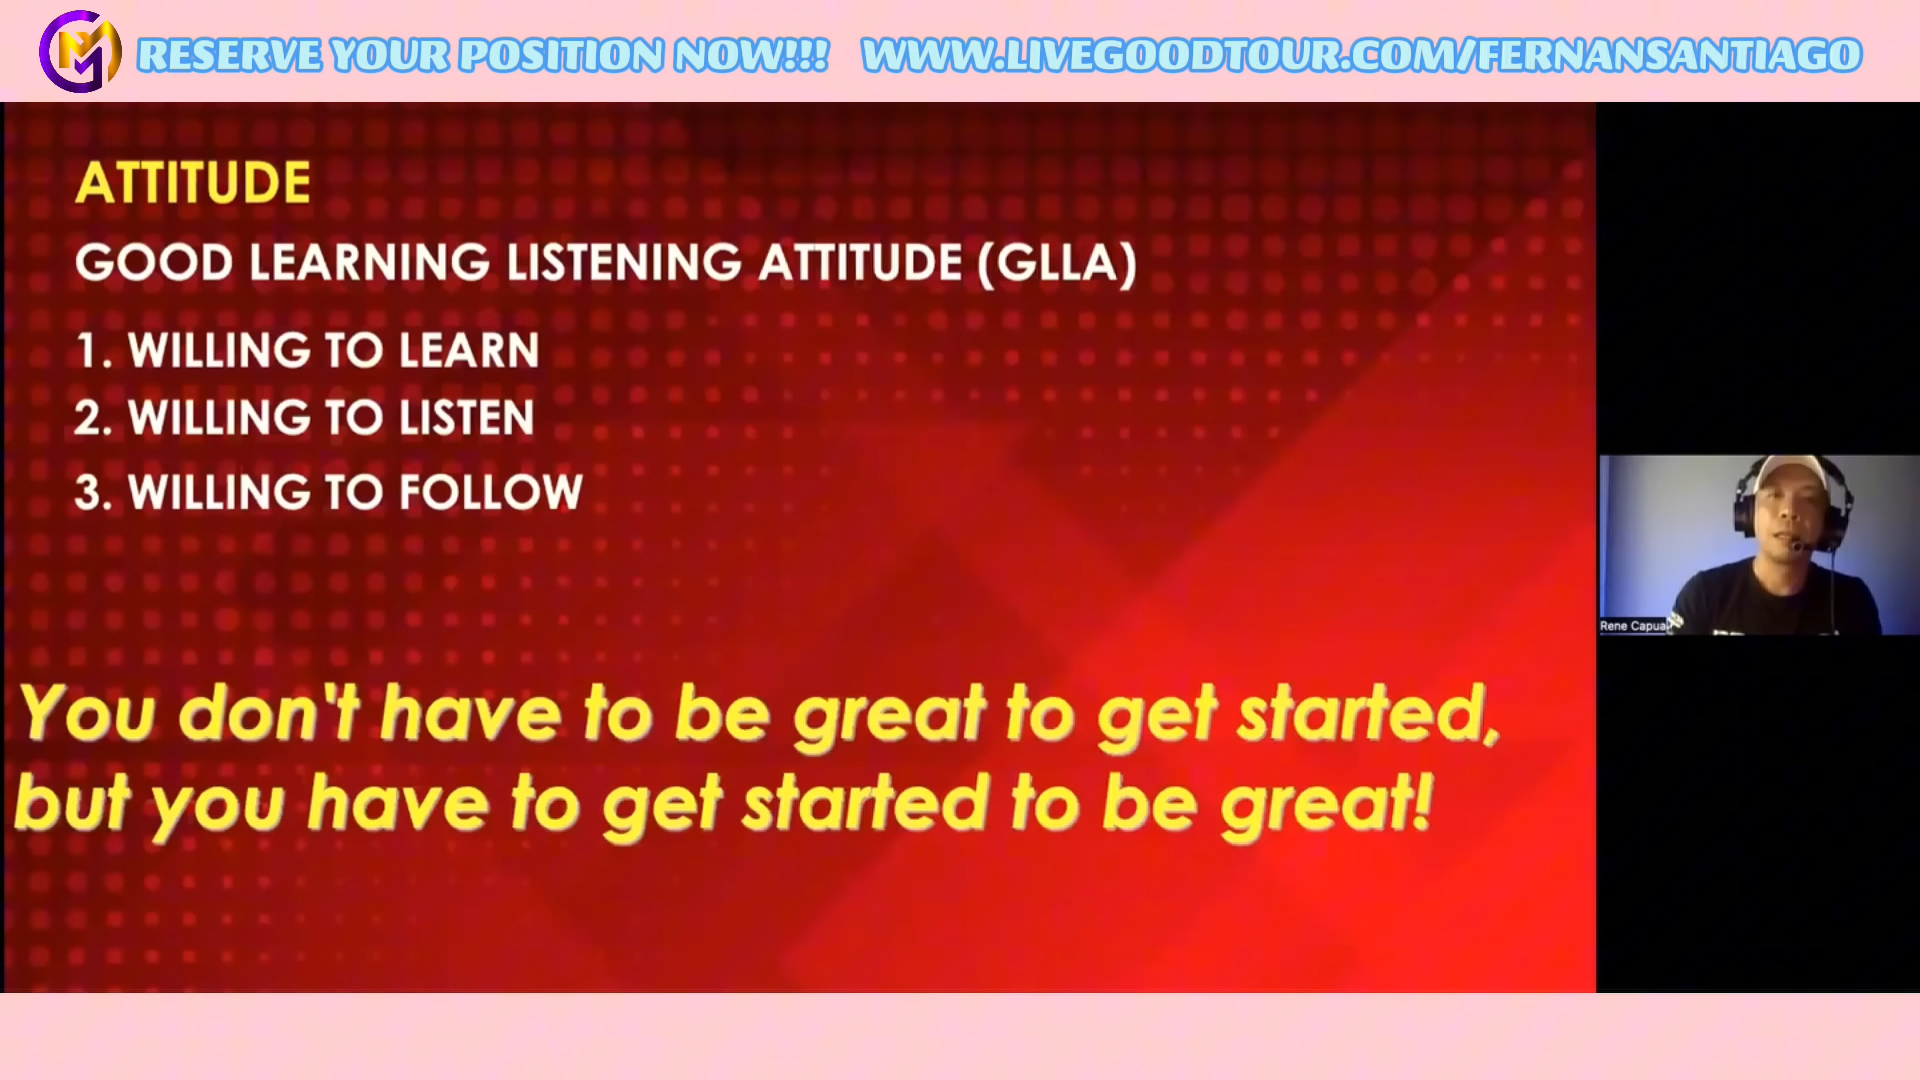 RESERVE YOUR POSITION NOW!!! WWW.LIVEGOODTOUR.COM/FERNANSANTIAGO
ATTITUDE
GOOD LEARNING LISTENING ATTITUDE (GLLA)
1. WILLING TO LEARN
2. WILLING TO LISTEN
3. WILLING TO FOLLOW
You don't have to be great to get started,
but you have to get started to be great!
Rene Capua